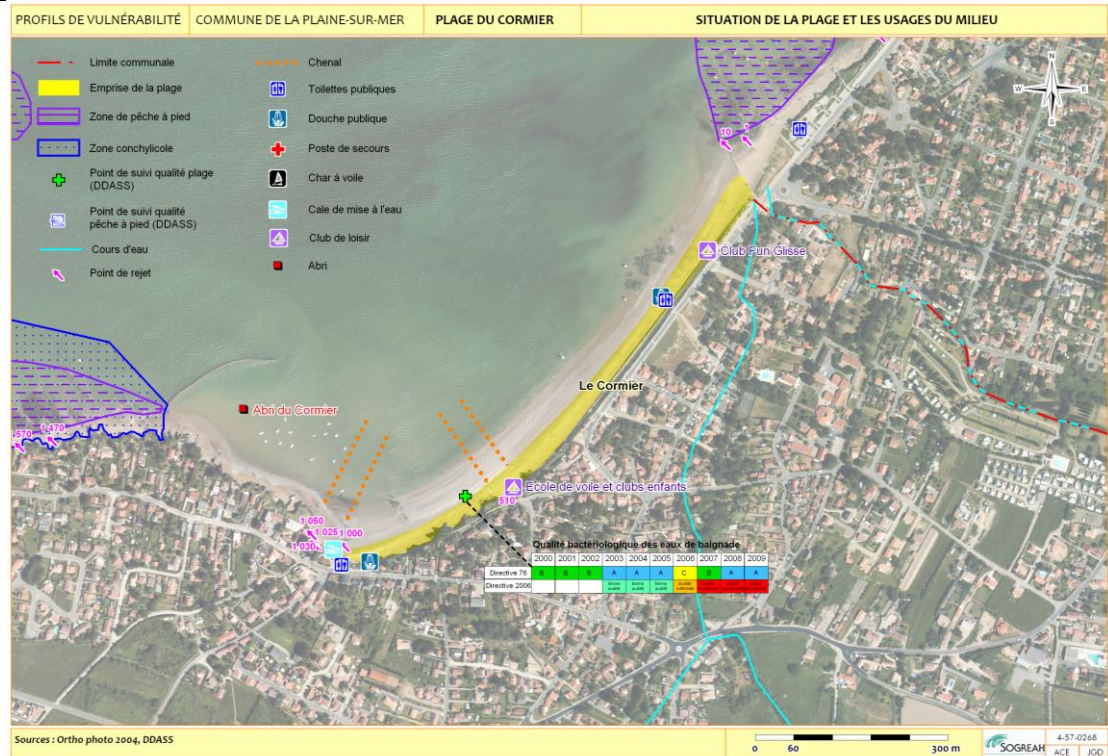 PROFILS DE VULNÉRABILITÉ
COMMUNE DE LA PLAINE-SUR-MER
PLAGE DU CORMIER
SITUATION DE LA PLAGE ET LES USAGES DU MILIEU
Limite communale
Emprise de la plage
Zone de pêche à pied
Zone conchylicole
Point de suivi qualité plage
(DDASS)
Point de suivi qualité
pêche à pied (DDASS)
Cours d'eau
Point de rejet
Chenal
Toilettes publiques
Douche publique
Poste de secours
Char à voile
Cale de mise à l'eau
Club de loisir
Abri
N
W E
S
10
1
Club Fun Glisse
Le Cormier
Abri du Cormier
570
1 470
Ecole de voile et clubs enfants
510
1 050
1 025
1 000
1 030
Qualité bactériologique des eaux de baignade
2000 2001 2002 2003 2004 2005 2006 2007 2008 2009
Directive 76 B B B A A A C B A A
Directive 2006
Sources : Ortho photo 2004, DDASS
0 60 300 m
SOGREAH
4-57-0268
ACE JGD